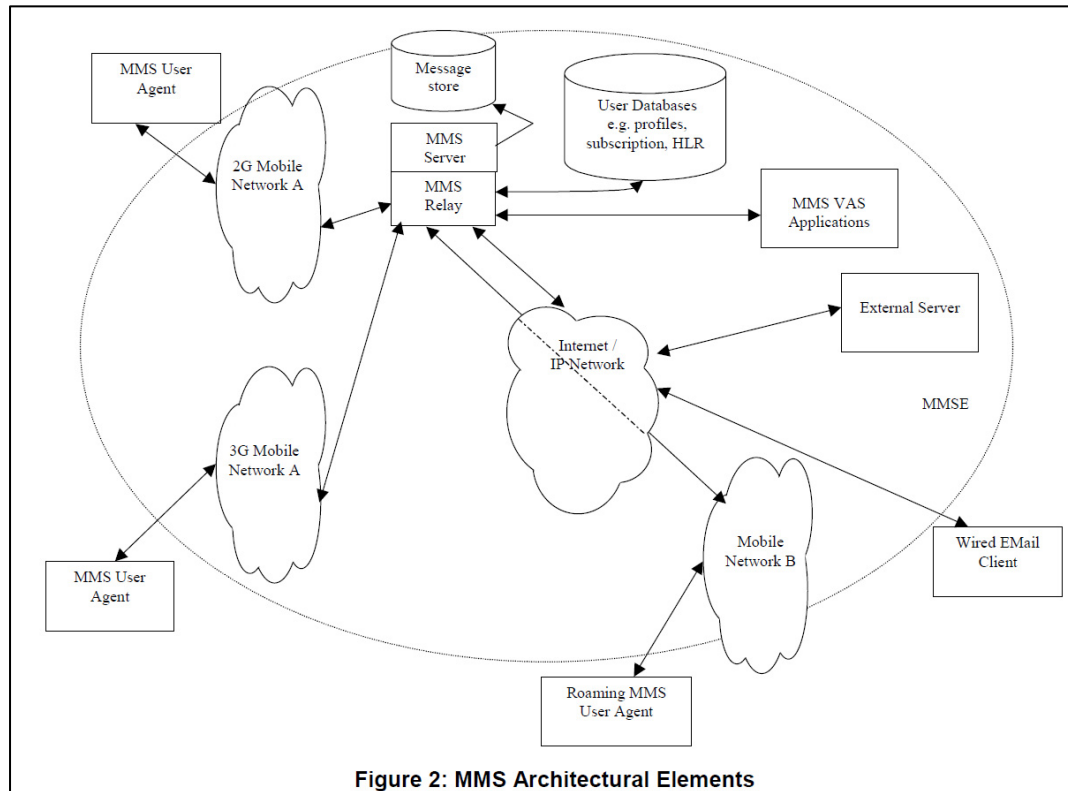 MMS User
Agent
Message
store
User Databases
e.g. profiles,
subscription, HLR
MMS
Server
2G Mobile
Network A
MMS
Relay
MMS VAS
Applications
External Server
Internet /
IP Network
MMSE
3G Mobile
Network A
Mobile
Network B
Wired EMail
Client
MMS User
Agent
Roaming MMS
User Agent
Figure 2: MMS Architectural Elements